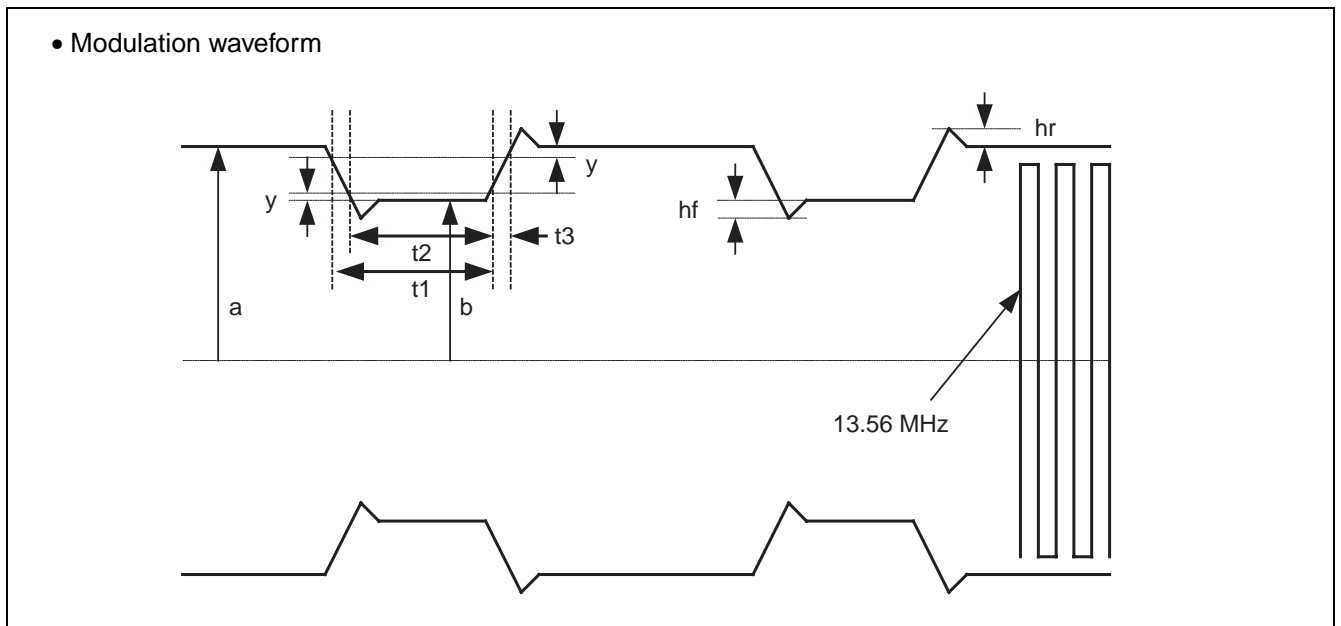 • Modulation waveform
hr
y
y
hf
t3
t2
t1
a
b
13.56 MHz